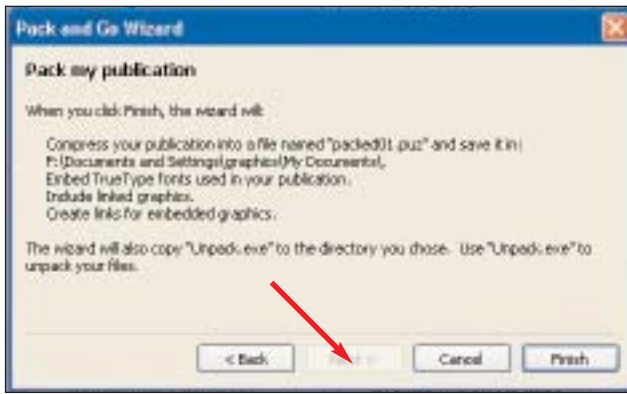 Pack and Go Wizard
Pack my publication
When you click Finish, the wizard will:
Compress your publication into a file named "packed01.puz" and save it in:
F:\Documents and Settings\graphics\My Documents\,
Embed TrueType fonts used in your publication.
Include linked graphics.
Create links for embedded graphics.
The wizard will also copy "Unpack.exe" to the directory you chose. Use "Unpack.exe" to
unpack your files.
< Back
Next >
Cancel
Finish